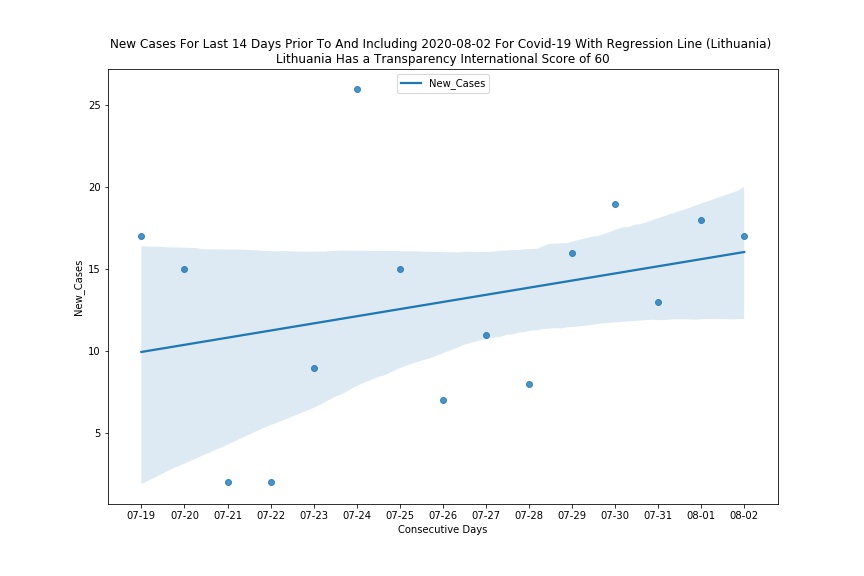 New Cases For Last 14 Days Prior To And Including 2020-08-02 For Covid-19 With Regression Line (Lithuania)
Lithuania Has a Transparency International Score of 60
New_Cases
25
20
15
10
5
New_Cases
07-19 07-20 07-21 07-22 07-23 07-24 07-25 07-26 07-27 07-28 07-29 07-30 07-31 08-01 08-02
Consecutive Days